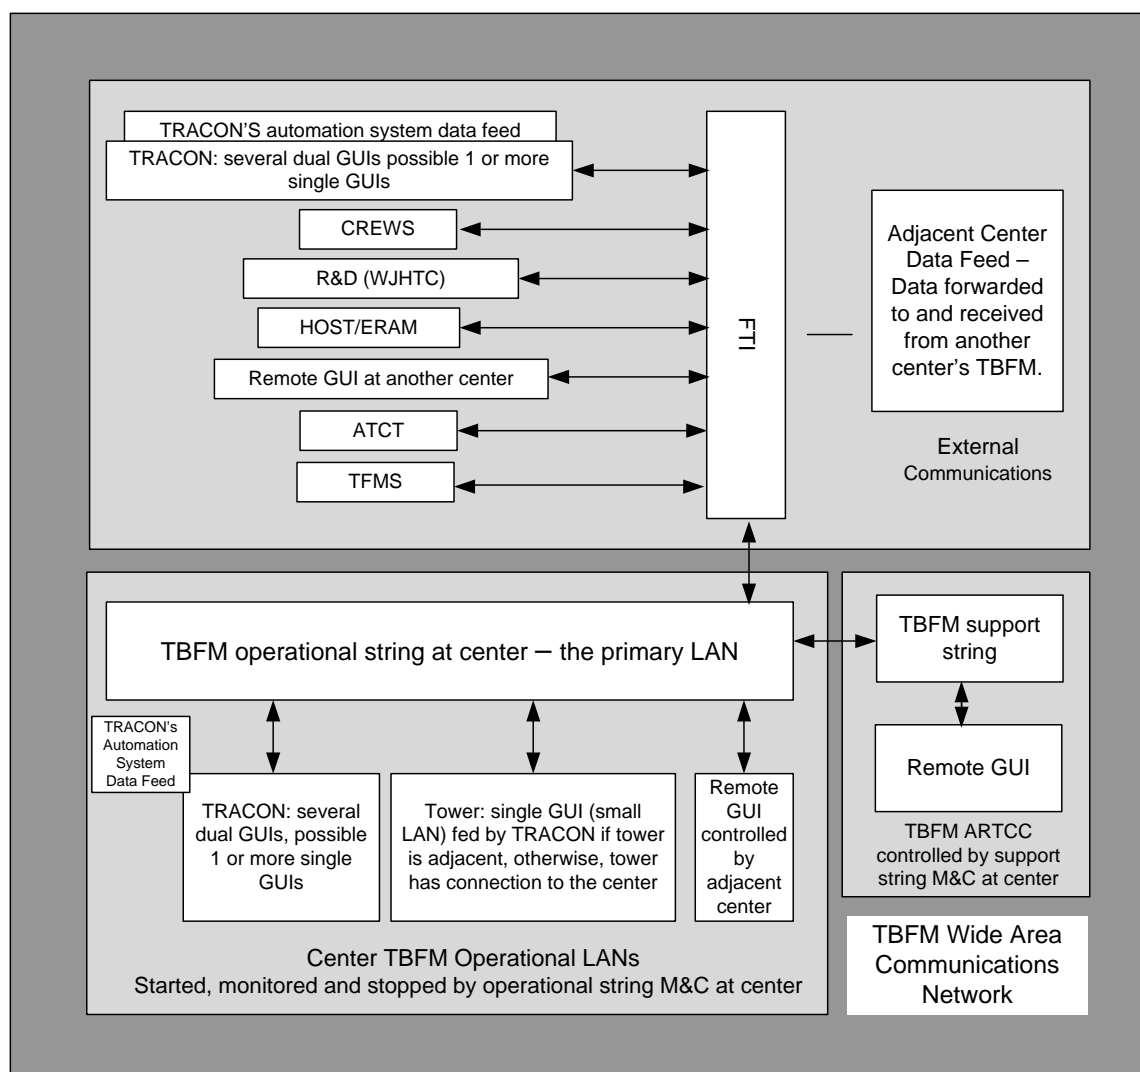 TRACON'S automation system data feed
TRACON: several dual GUIs possible 1 or more
single GUIs
CREWS
R&D (WJHTC)
HOST/ERAM
Remote GUI at another center
ATCT
TFMS
FTI
Adjacent Center
Data Feed –
Data forwarded
to and received
from another
center's TBFM.
External
Communications
TBFM operational string at center – the primary LAN
TRACON's
Automation
System
Data Feed
TRACON: several
dual GUIs, possible
1 or more single
GUIs
Tower: single GUI (small
LAN) fed by TRACON if tower
is adjacent, otherwise, tower
has connection to the center
Remote
GUI
controlled
by
adjacent
center
Center TBFM Operational LANs
Started, monitored and stopped by operational string M&C at center
TBFM support
string
Remote GUI
TBFM ARTCC
controlled by support
string M&C at center
TBFM Wide Area
Communications
Network